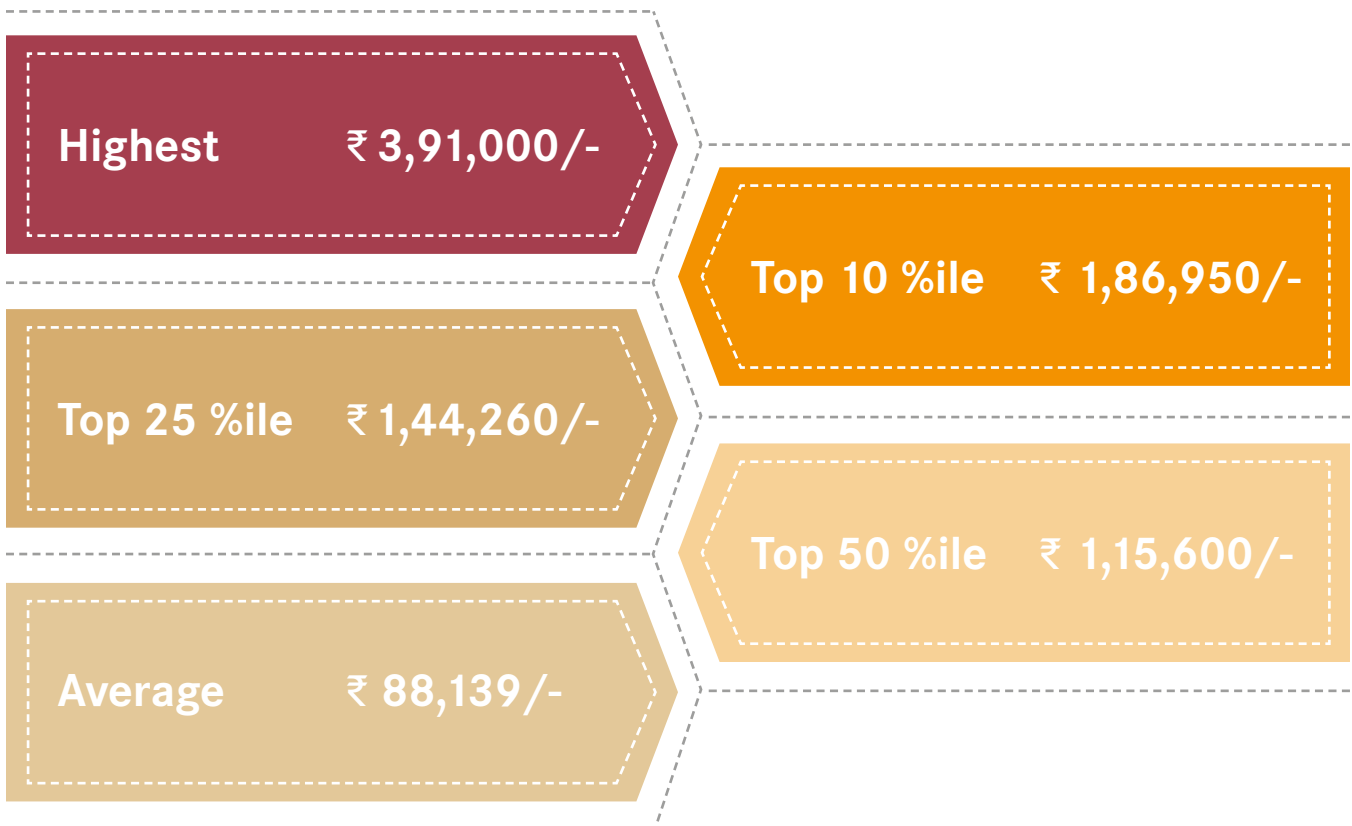 Highest ₹ 3,91,000/-
Top 10 %ile ₹ 1,86,950/-
Top 25 %ile ₹ 1,44,260/-
Top 50 %ile ₹ 1,15,600/-
Average ₹ 88,139/-